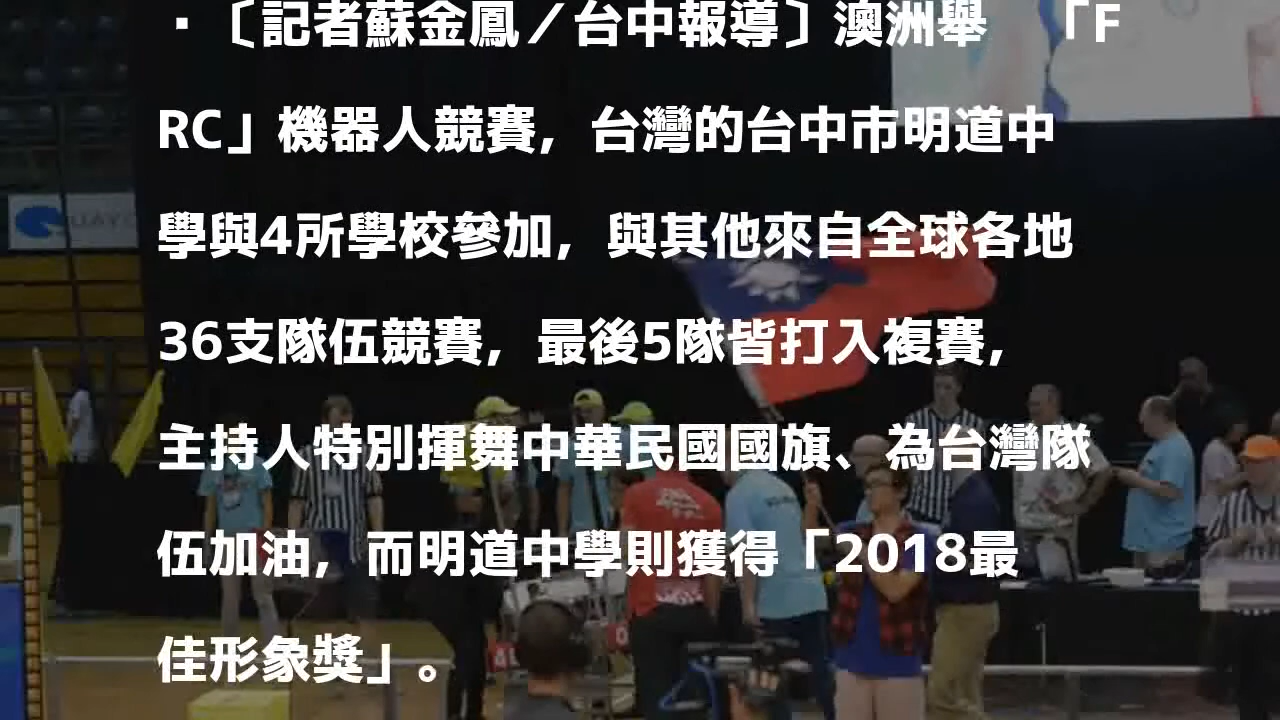 ・〔記者蘇金鳳／台中報導〕澳洲舉　「F
RC」機器人競賽，台灣的台中市明道中
學與4所學校參加，與其他來自全球各地
36支隊伍競賽，最後5隊皆打入複賽，
主持人特別揮舞中華民國國旗、為台灣隊
伍加油，而明道中學則獲得「2018最
佳形象獎」。